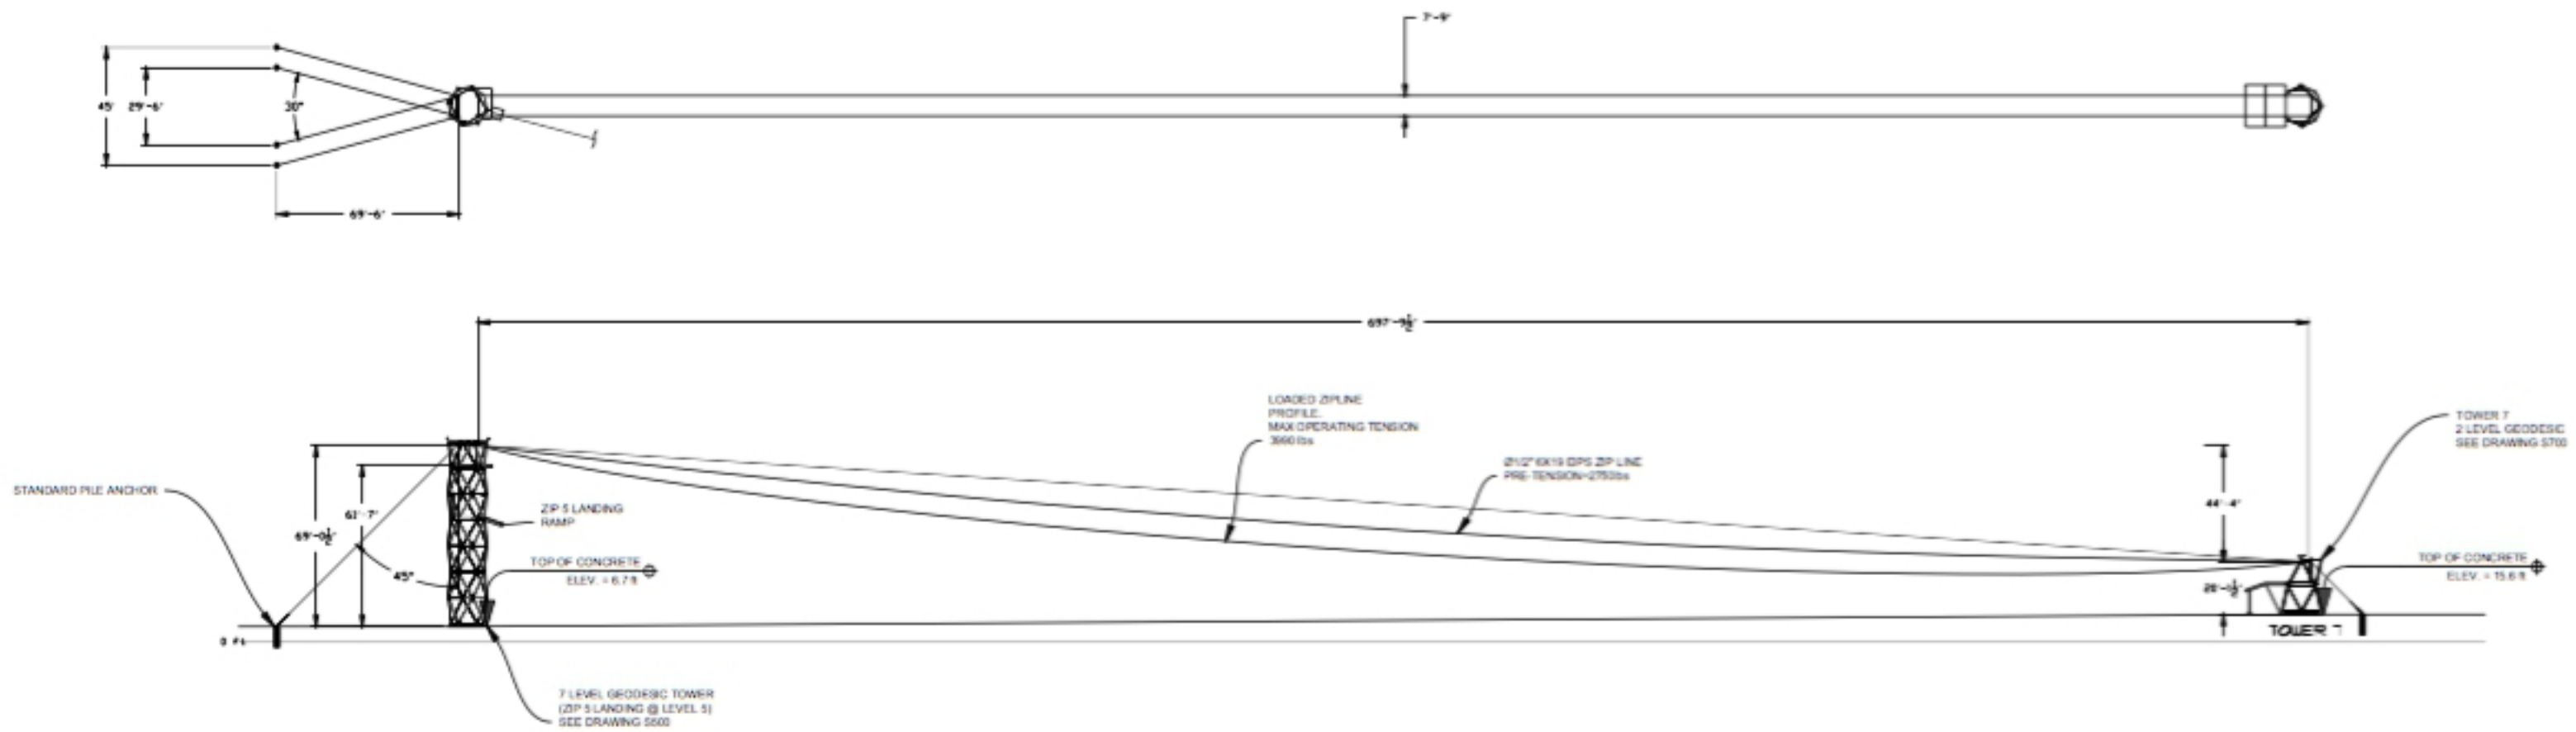 7'-9"
45'
29'-6"
30°
69'-6"
697'-9½"
LOADED ZIPLINE
PROFILE.
MAX OPERATING TENSION
3990 lbs
TOWER 7
2 LEVEL GEODESIC
SEE DRAWING S700
Ø1/2" 6X19 EIPS ZIP LINE
PRE-TENSION=2750lbs
STANDARD PILE ANCHOR
44'-4"
ZIP 5 LANDING
RAMP
61'-7"
69'-0½"
TOP OF CONCRETE
ELEV. = 6.7 ft
TOP OF CONCRETE
ELEV. = 15.6 ft
45°
TOWER 7
0 ft
7 LEVEL GEODESIC TOWER
(ZIP 5 LANDING @ LEVEL 5)
SEE DRAWING S600